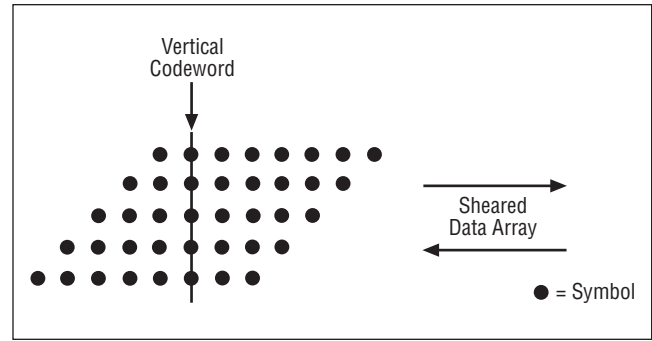 Vertical
Codeword
Sheared
Data Array
= Symbol